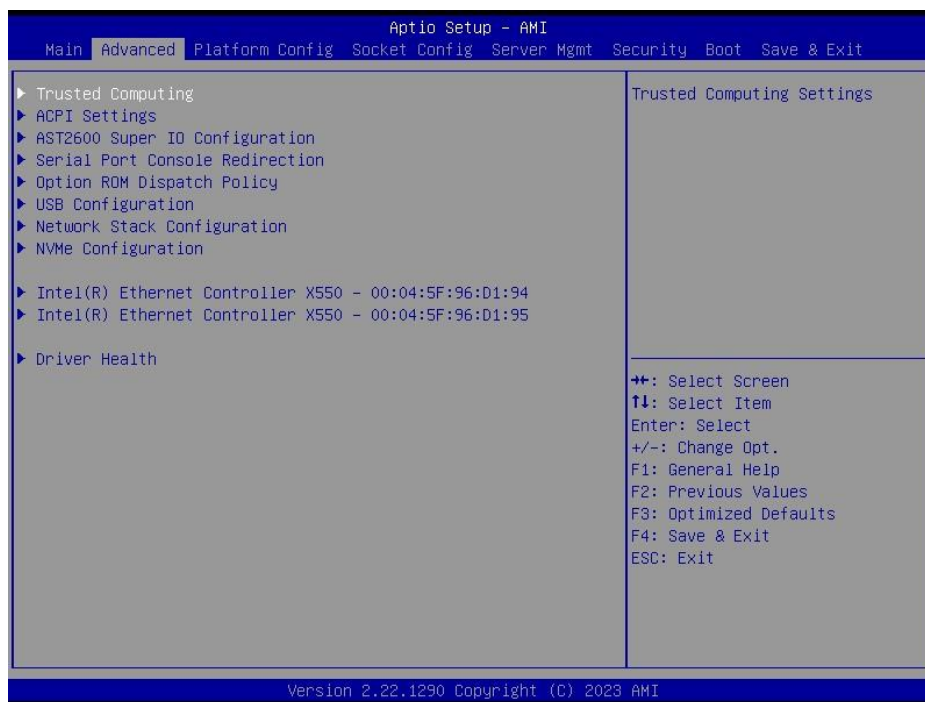 Aptio Setup – AMI
Main Advanced Platform Config Socket Config Server Mgmt Security Boot Save & Exit
▶ Trusted Computing
▶ ACPI Settings
▶ AST2600 Super IO Configuration
▶ Serial Port Console Redirection
▶ Option ROM Dispatch Policy
▶ USB Configuration
▶ Network Stack Configuration
▶ NVMe Configuration
▶ Intel(R) Ethernet Controller X550 – 00:04:5F:96:D1:94
▶ Intel(R) Ethernet Controller X550 – 00:04:5F:96:D1:95
▶ Driver Health
Trusted Computing Settings
→←: Select Screen
↑↓: Select Item
Enter: Select
+/-: Change Opt.
F1: General Help
F2: Previous Values
F3: Optimized Defaults
F4: Save & Exit
ESC: Exit
Version 2.22.1290 Copyright (C) 2023 AMI